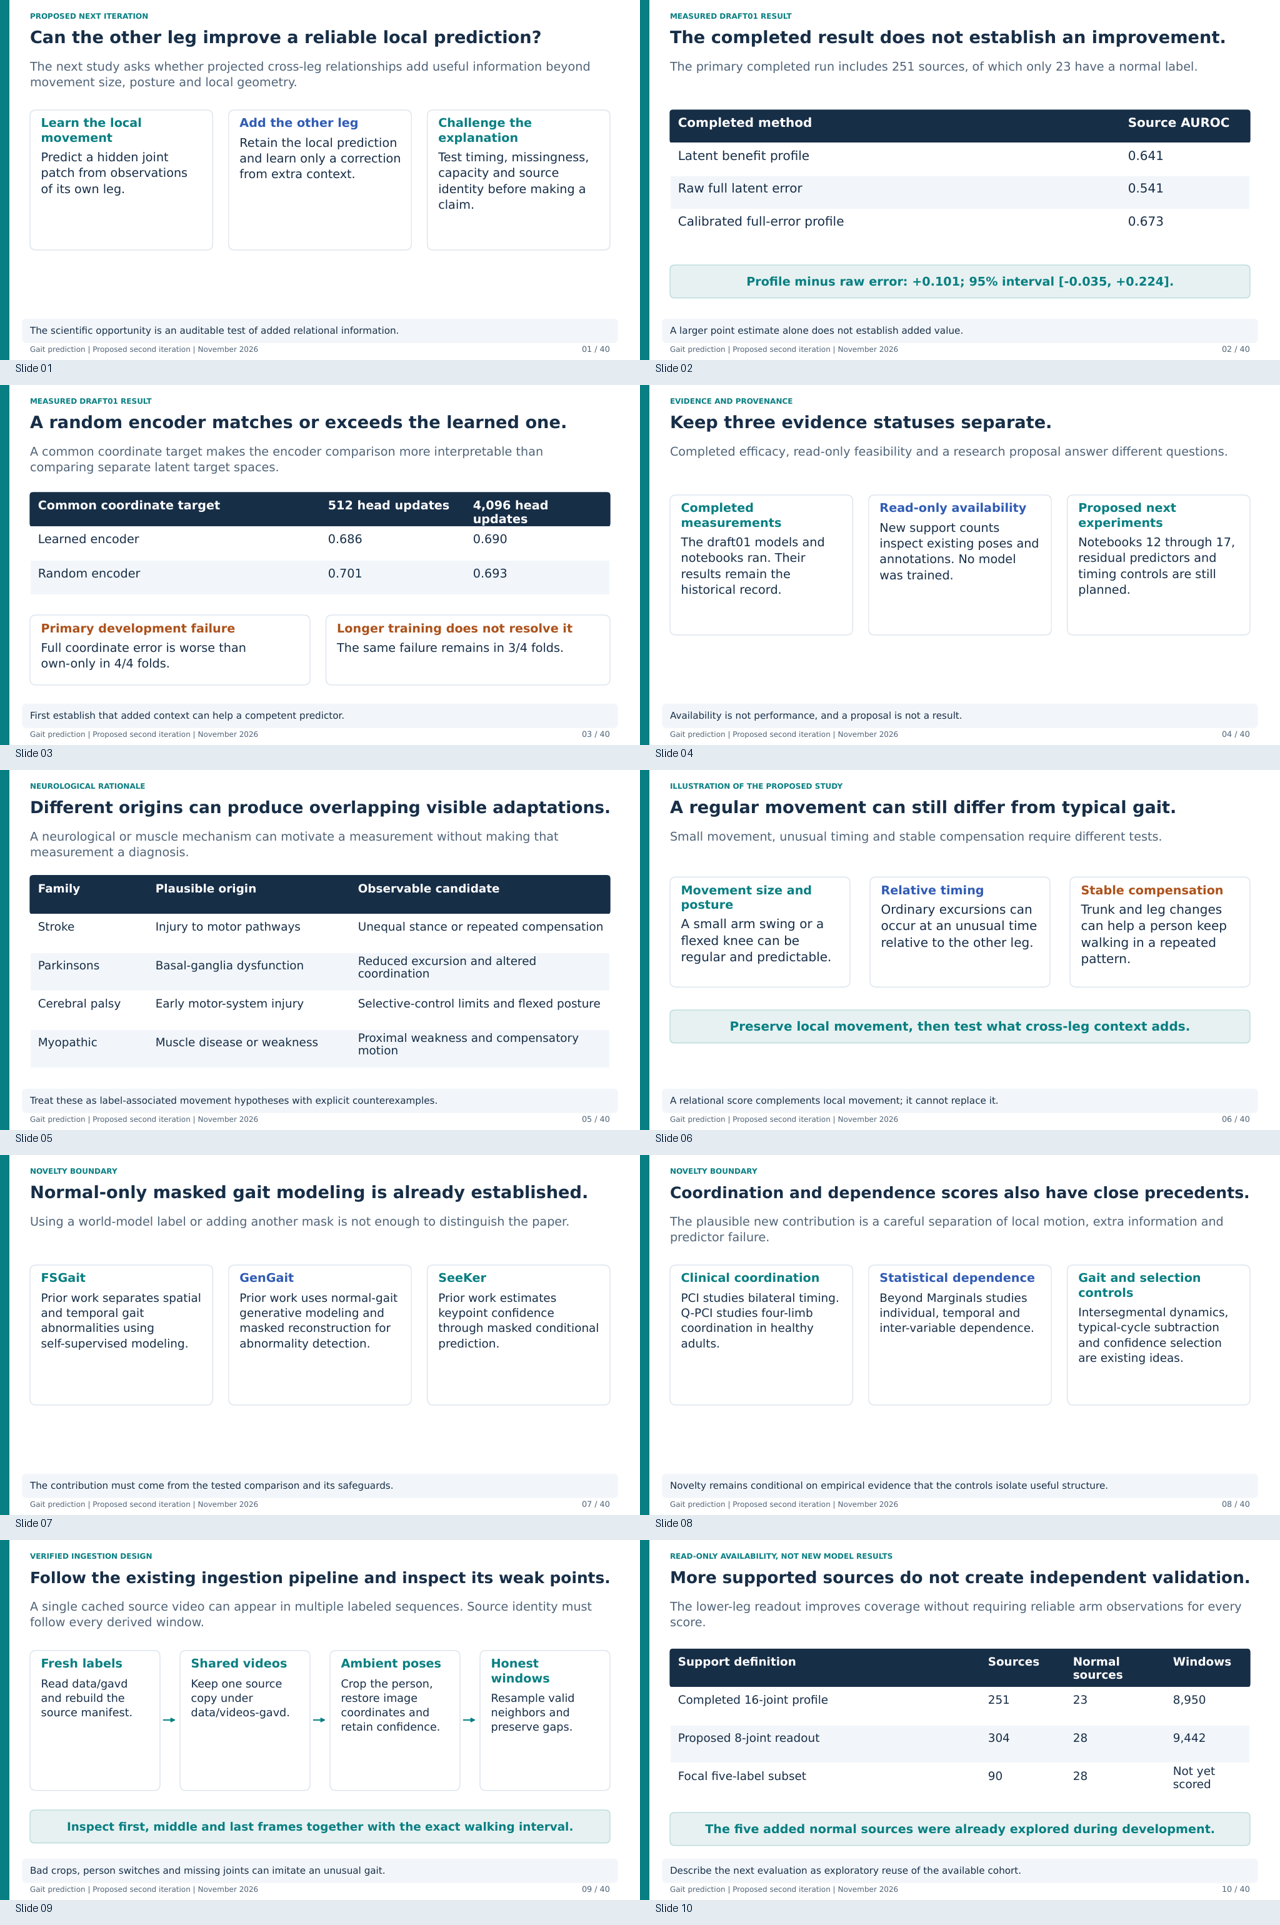 PROPOSED NEXT ITERATION
Can the other leg improve a reliable local prediction?
The next study asks whether projected cross-leg relationships add useful information beyond
movement size, posture and local geometry.
Learn the local
movement
Predict a hidden joint
patch from observations
of its own leg.
Add the other leg
Retain the local prediction
and learn only a correction
from extra context.
Challenge the
explanation
Test timing, missingness,
capacity and source
identity before making a
claim.
The scientific opportunity is an auditable test of added relational information.
Gait prediction | Proposed second iteration | November 2026
01 / 40
Slide 01
MEASURED DRAFT01 RESULT
The completed result does not establish an improvement.
The primary completed run includes 251 sources, of which only 23 have a normal label.
Completed method Source AUROC
Latent benefit profile 0.641
Raw full latent error 0.541
Calibrated full-error profile 0.673
Profile minus raw error: +0.101; 95% interval [-0.035, +0.224].
A larger point estimate alone does not establish added value.
Gait prediction | Proposed second iteration | November 2026
02 / 40
Slide 02
MEASURED DRAFT01 RESULT
A random encoder matches or exceeds the learned one.
A common coordinate target makes the encoder comparison more interpretable than
comparing separate latent target spaces.
Common coordinate target 512 head updates 4,096 head
updates
Learned encoder 0.686 0.690
Random encoder 0.701 0.693
Primary development failure
Full coordinate error is worse than
own-only in 4/4 folds.
Longer training does not resolve it
The same failure remains in 3/4 folds.
First establish that added context can help a competent predictor.
Gait prediction | Proposed second iteration | November 2026
03 / 40
Slide 03
EVIDENCE AND PROVENANCE
Keep three evidence statuses separate.
Completed efficacy, read-only feasibility and a research proposal answer different questions.
Completed
measurements
The draft01 models and
notebooks ran. Their
results remain the
historical record.
Read-only availability
New support counts
inspect existing poses and
annotations. No model
was trained.
Proposed next
experiments
Notebooks 12 through 17,
residual predictors and
timing controls are still
planned.
Availability is not performance, and a proposal is not a result.
Gait prediction | Proposed second iteration | November 2026
04 / 40
Slide 04
NEUROLOGICAL RATIONALE
Different origins can produce overlapping visible adaptations.
A neurological or muscle mechanism can motivate a measurement without making that
measurement a diagnosis.
Family Plausible origin Observable candidate
Stroke Injury to motor pathways Unequal stance or repeated compensation
Parkinsons Basal-ganglia dysfunction Reduced excursion and altered
coordination
Cerebral palsy Early motor-system injury Selective-control limits and flexed posture
Myopathic Muscle disease or weakness Proximal weakness and compensatory
motion
Treat these as label-associated movement hypotheses with explicit counterexamples.
Gait prediction | Proposed second iteration | November 2026
05 / 40
Slide 05
ILLUSTRATION OF THE PROPOSED STUDY
A regular movement can still differ from typical gait.
Small movement, unusual timing and stable compensation require different tests.
Movement size and
posture
A small arm swing or a
flexed knee can be
regular and predictable.
Relative timing
Ordinary excursions can
occur at an unusual time
relative to the other leg.
Stable compensation
Trunk and leg changes
can help a person keep
walking in a repeated
pattern.
Preserve local movement, then test what cross-leg context adds.
A relational score complements local movement; it cannot replace it.
Gait prediction | Proposed second iteration | November 2026
06 / 40
Slide 06
NOVELTY BOUNDARY
Normal-only masked gait modeling is already established.
Using a world-model label or adding another mask is not enough to distinguish the paper.
FSGait
Prior work separates spatial
and temporal gait
abnormalities using
self-supervised modeling.
GenGait
Prior work uses normal-gait
generative modeling and
masked reconstruction for
abnormality detection.
SeeKer
Prior work estimates
keypoint confidence
through masked conditional
prediction.
The contribution must come from the tested comparison and its safeguards.
Gait prediction | Proposed second iteration | November 2026
07 / 40
Slide 07
NOVELTY BOUNDARY
Coordination and dependence scores also have close precedents.
The plausible new contribution is a careful separation of local motion, extra information and
predictor failure.
Clinical coordination
PCI studies bilateral timing.
Q-PCI studies four-limb
coordination in healthy
adults.
Statistical dependence
Beyond Marginals studies
individual, temporal and
inter-variable dependence.
Gait and selection
controls
Intersegmental dynamics,
typical-cycle subtraction
and confidence selection
are existing ideas.
Novelty remains conditional on empirical evidence that the controls isolate useful structure.
Gait prediction | Proposed second iteration | November 2026
08 / 40
Slide 08
VERIFIED INGESTION DESIGN
Follow the existing ingestion pipeline and inspect its weak points.
A single cached source video can appear in multiple labeled sequences. Source identity must
follow every derived window.
Fresh labels
Read data/gavd
and rebuild the
source manifest.
Shared videos
Keep one source
copy under
data/videos-gavd.
Ambient poses
Crop the person,
restore image
coordinates and
retain confidence.
Honest
windows
Resample valid
neighbors and
preserve gaps.
Inspect first, middle and last frames together with the exact walking interval.
Bad crops, person switches and missing joints can imitate an unusual gait.
Gait prediction | Proposed second iteration | November 2026
09 / 40
Slide 09
READ-ONLY AVAILABILITY, NOT NEW MODEL RESULTS
More supported sources do not create independent validation.
The lower-leg readout improves coverage without requiring reliable arm observations for every
score.
Support definition Sources Normal
sources Windows
Completed 16-joint profile 251 23 8,950
Proposed 8-joint readout 304 28 9,442
Focal five-label subset 90 28 Not yet
scored
The five added normal sources were already explored during development.
Describe the next evaluation as exploratory reuse of the available cohort.
Gait prediction | Proposed second iteration | November 2026
10 / 40
Slide 10